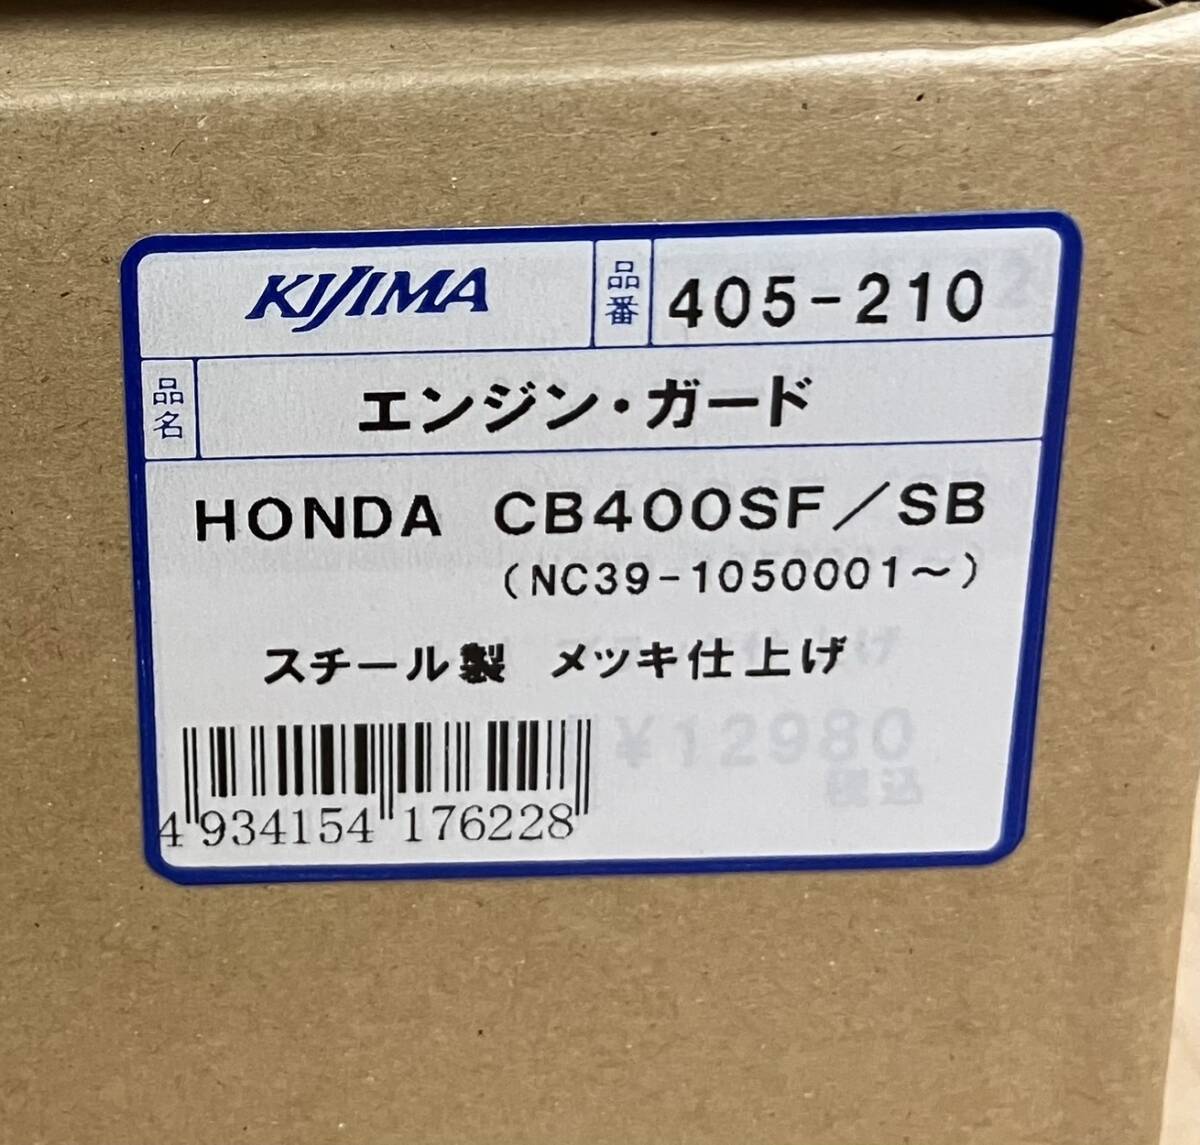 KIJIMA 品番 405-210
品名 エンジン・ガード
HONDA CB400SF/SB
(NC39-1050001~)
スチール製 メッキ仕上げ
¥12980
税込
4 934154 176228